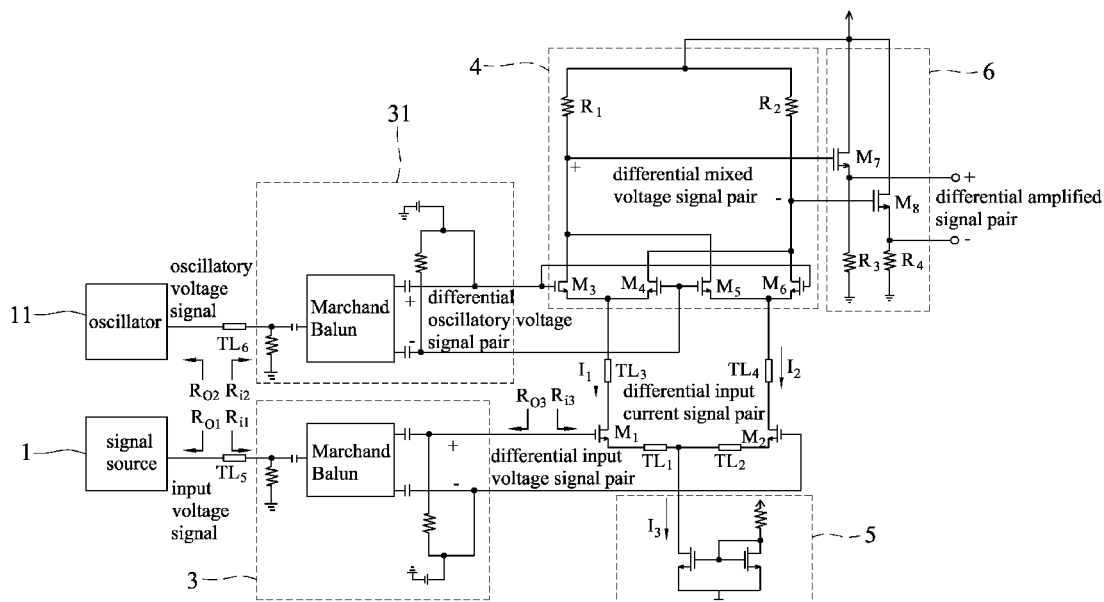 4
6
R1
R2
31
M7
+
differential mixed
voltage signal pair
-
M8
+
differential amplified
signal pair
-
R3
R4
oscillatory
voltage
signal
11
oscillator
TL6
Marchand
Balun
+
differential
oscillatory voltage
signal pair
-
M3
M4
M5
M6
I1
TL3
TL4
I2
differential input
current signal pair
RO2
Ri2
RO1
Ri1
RO3
Ri3
1
signal
source
TL5
input
voltage
signal
Marchand
Balun
+
differential input
voltage signal pair
-
M1
M2
TL1
TL2
I3
5
3